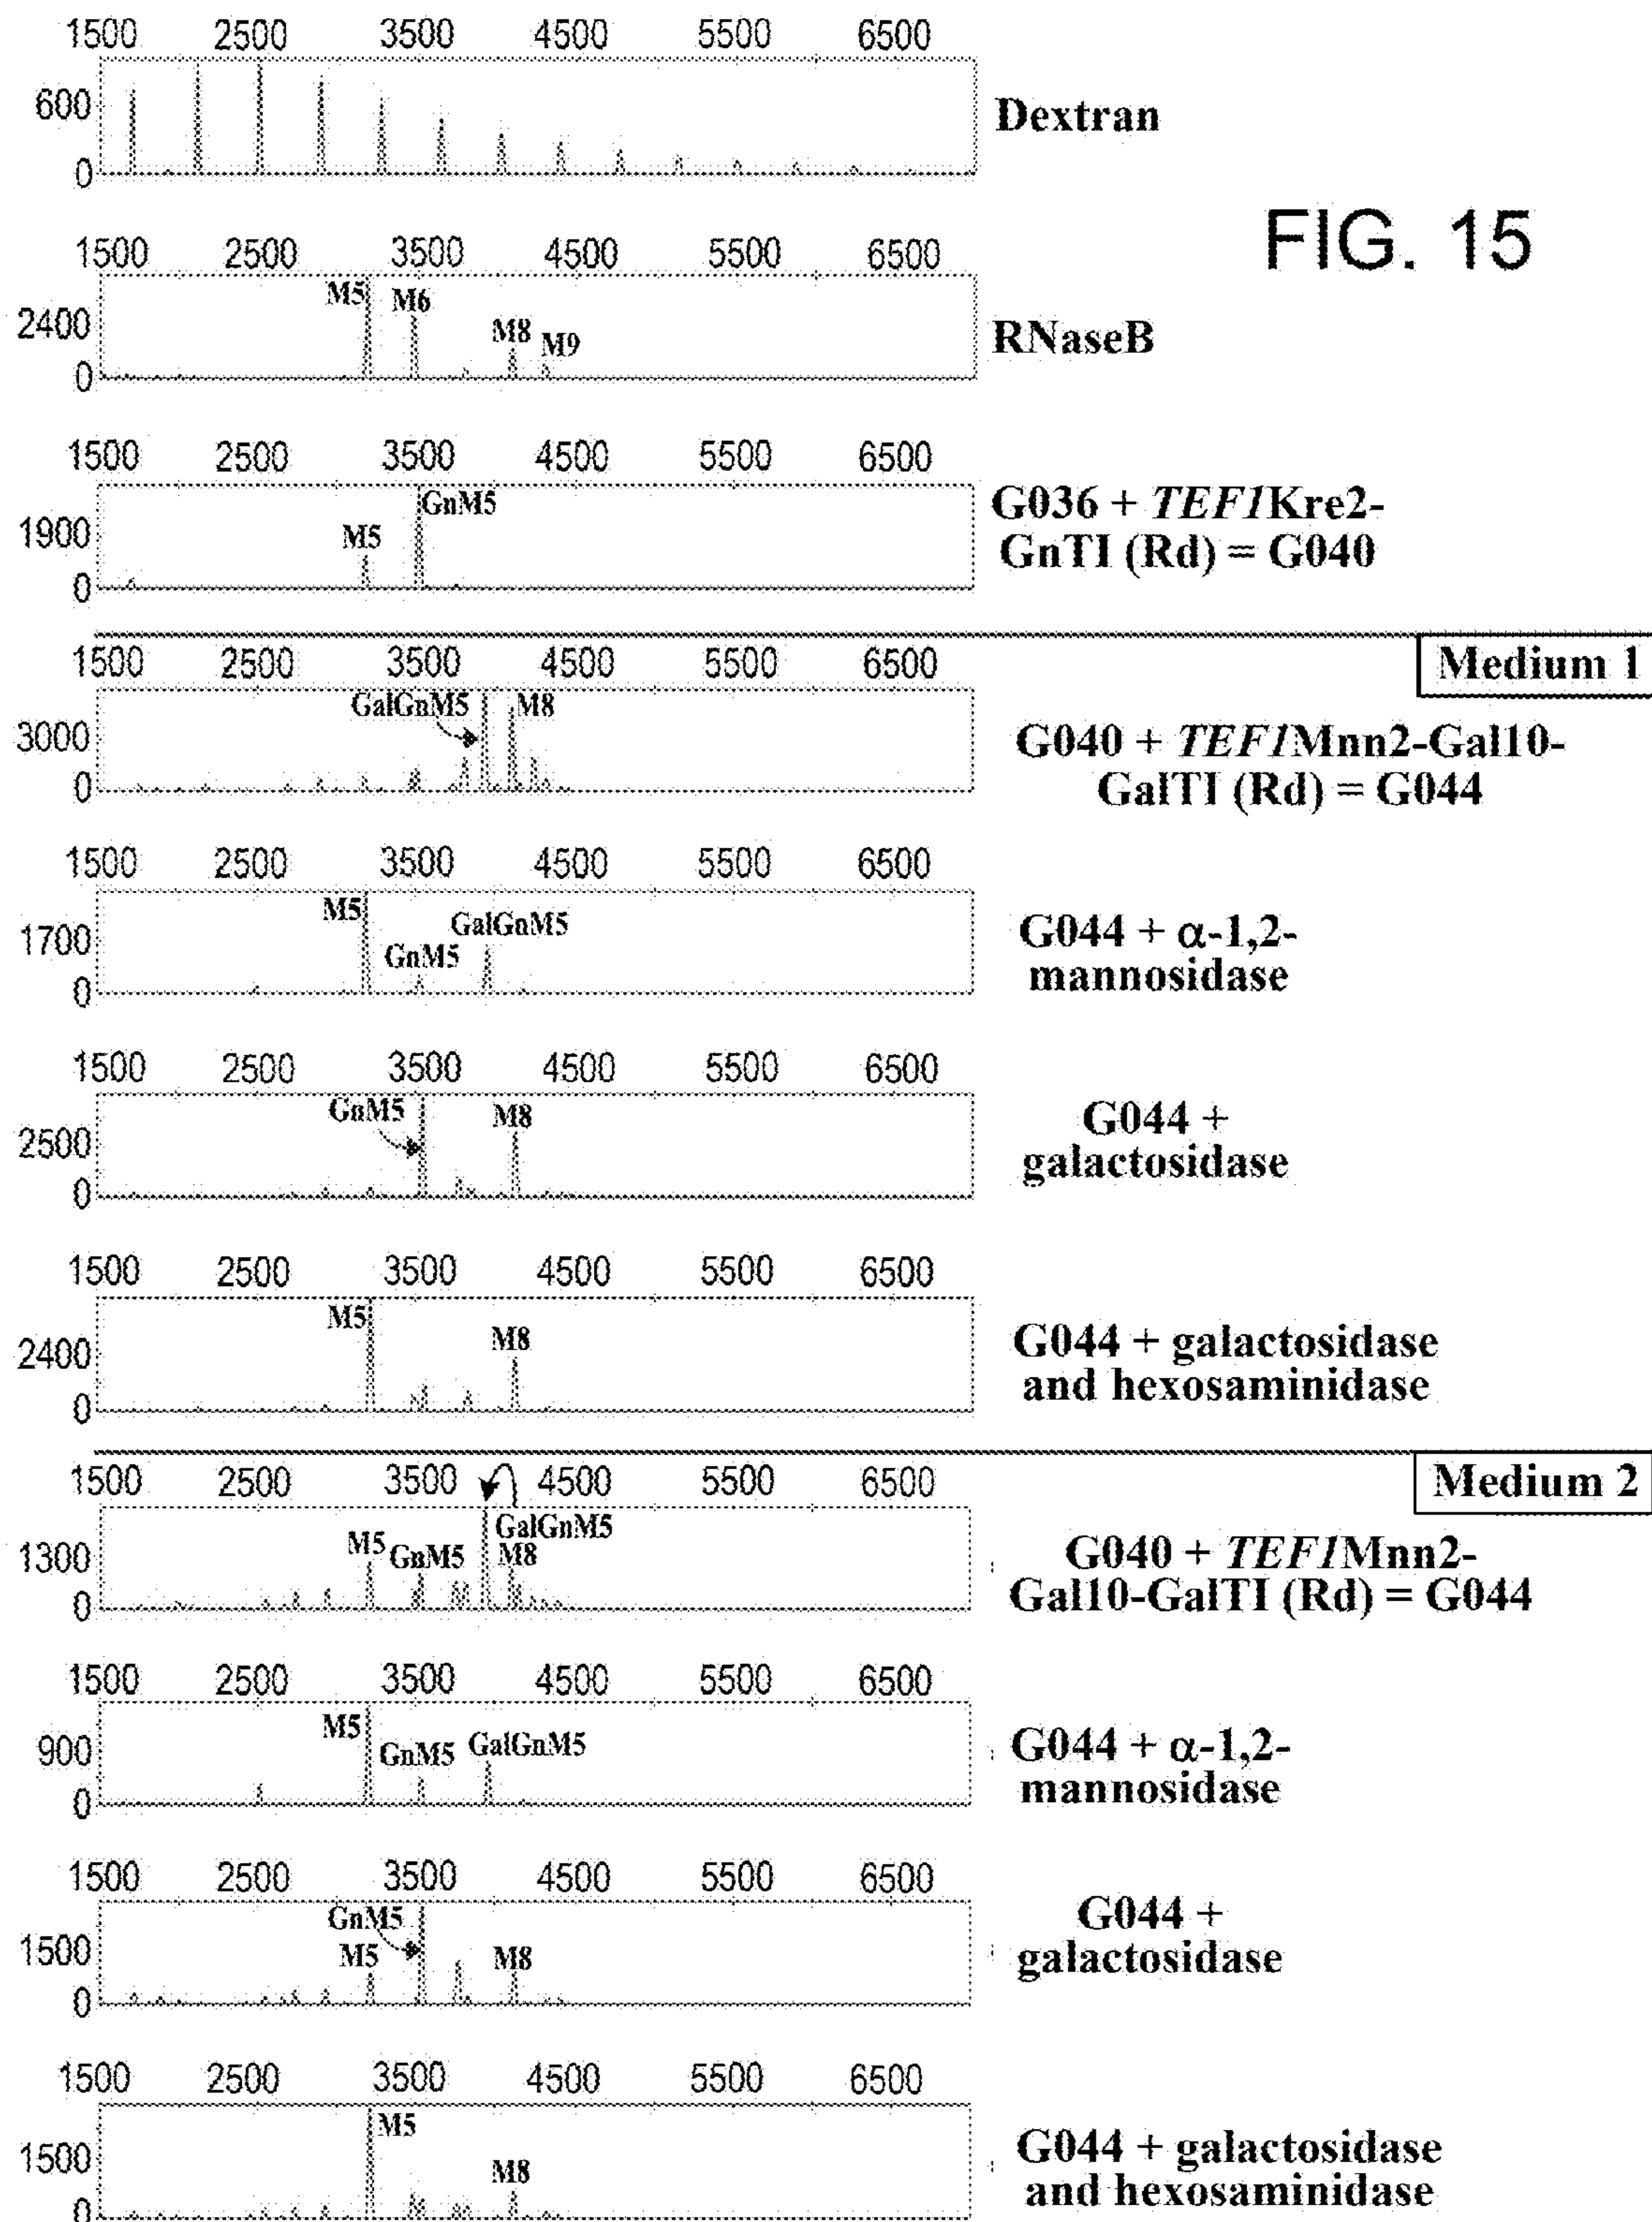 1500 2500 3500 4500 5500 6500
600
0
Dextran
FIG. 15
1500 2500 3500 4500 5500 6500
M5 M6 M8 M9
2400
0
RNaseB
1500 2500 3500 4500 5500 6500
GnM5
M5
1900
0
G036 + TEF1Kre2-
GnTI (Rd) = G040
Medium 1
1500 2500 3500 4500 5500 6500
GalGnM5 M8
3000
0
G040 + TEF1Mnn2-Gal10-
GalTI (Rd) = G044
1500 2500 3500 4500 5500 6500
M5
GalGnM5
GnM5
1700
0
G044 + α-1,2-
mannosidase
1500 2500 3500 4500 5500 6500
GnM5 M8
2500
0
G044 +
galactosidase
1500 2500 3500 4500 5500 6500
M5
M8
2400
0
G044 + galactosidase
and hexosaminidase
Medium 2
1500 2500 3500 4500 5500 6500
GalGnM5
M5 GnM5 M8
1300
0
G040 + TEF1Mnn2-
Gal10-GalTI (Rd) = G044
1500 2500 3500 4500 5500 6500
M5
GnM5 GalGnM5
900
0
G044 + α-1,2-
mannosidase
1500 2500 3500 4500 5500 6500
GnM5
M5 M8
1500
0
G044 +
galactosidase
1500 2500 3500 4500 5500 6500
M5
M8
1500
0
G044 + galactosidase
and hexosaminidase